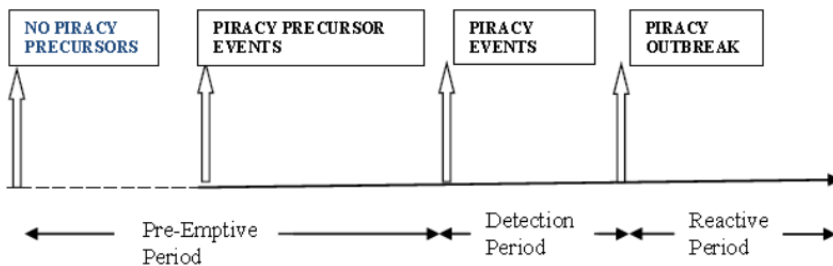 NO PIRACY
PRECURSORS
PIRACY PRECURSOR
EVENTS
PIRACY
EVENTS
PIRACY
OUTBREAK
Pre-Emptive
Period
Detection
Period
Reactive
Period